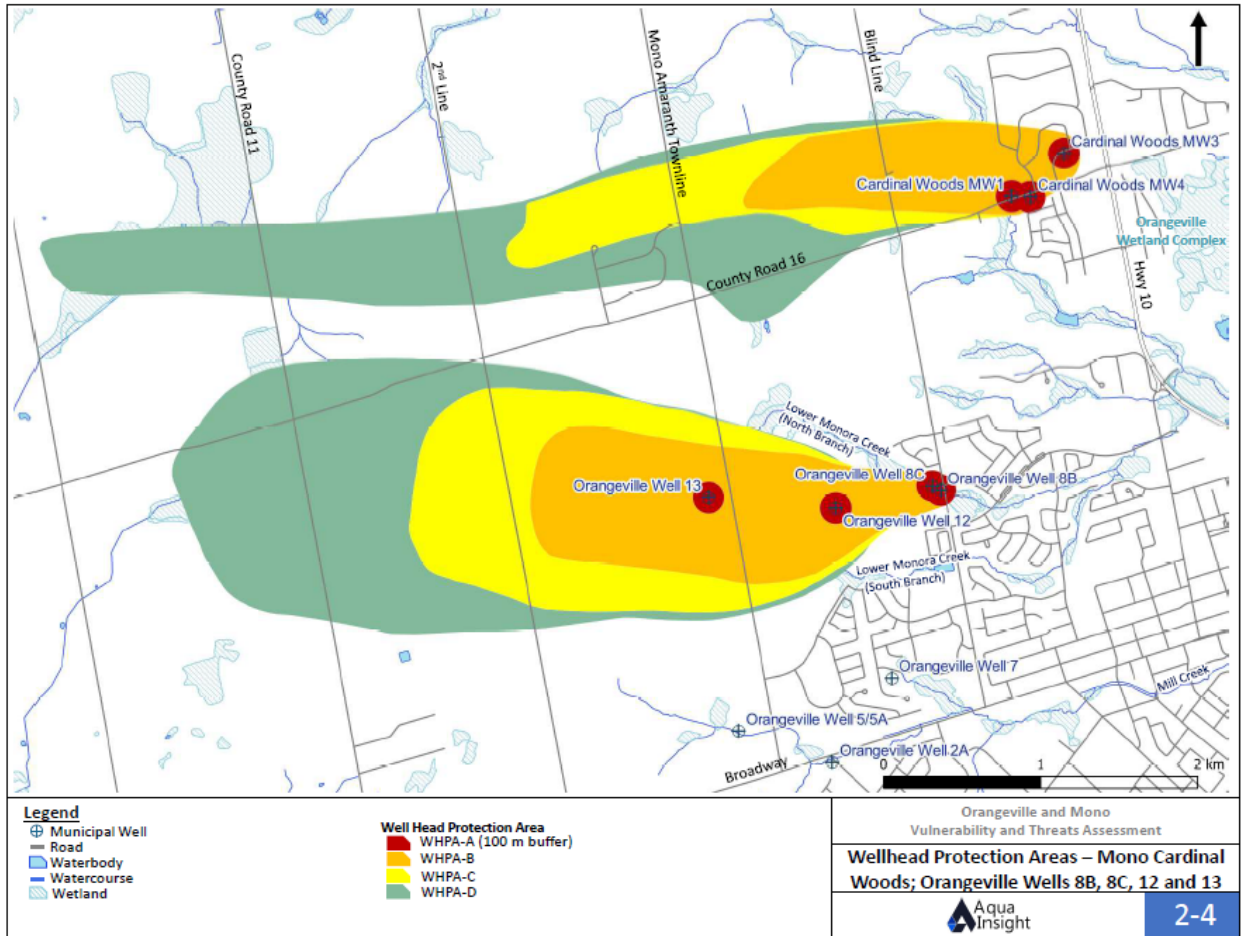 County Road 11
2nd Line
Mono Amaranth Townline
Blind Line
Cardinal Woods MW3
Cardinal Woods MW1
Cardinal Woods MW4
Orangeville
Wetland Complex
County Road 16
Hwy 10
Lower Monora Creek
(North Branch)
Orangeville Well 13
Orangeville Well 8C
Orangeville Well 8B
Orangeville Well 12
Lower Monora Creek
(South Branch)
Orangeville Well 7
Mill Creek
Orangeville Well 5/5A
Orangeville Well 2A
Broadway
0 1 2 km
Legend
Municipal Well
Road
Waterbody
Watercourse
Wetland
Well Head Protection Area
WHPA-A (100 m buffer)
WHPA-B
WHPA-C
WHPA-D
Orangeville and Mono
Vulnerability and Threats Assessment
Wellhead Protection Areas – Mono Cardinal
Woods; Orangeville Wells 8B, 8C, 12 and 13
Aqua
Insight
2-4